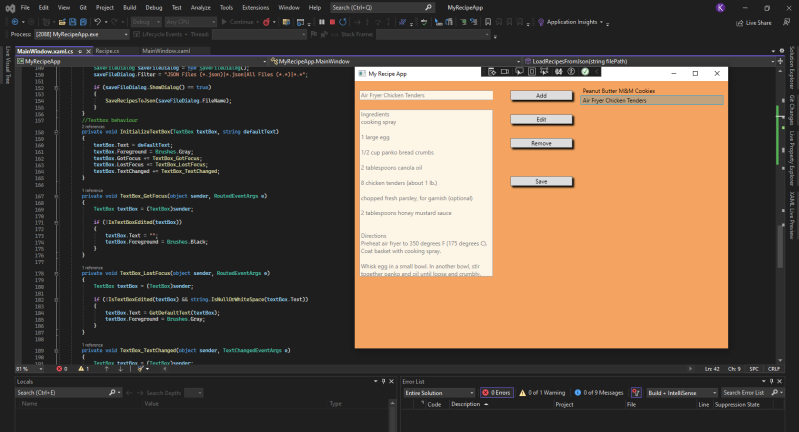 File Edit View Git Project Build Debug Test Analyze Tools Extensions Window Help Search (Ctrl+Q) MyRecipeApp
K
Debug Any CPU Continue Application Insights Live Share
Process: [2088] MyRecipeApp.exe Lifecycle Events Thread: Stack Frame:
MainWindow.xaml.cs Recipe.cs MainWindow.xaml
MyRecipeApp MyRecipeApp.MainWindow LoadRecipesFromJson(string filePath)
Live Visual Tree
saveFileDialog.Filter = "JSON Files (*.json)|*.json|All Files (*.*)|*.*";
if (saveFileDialog.ShowDialog() == true)
{
SaveRecipesToJson(saveFileDialog.FileName);
}
}
//Textbox behaviour
2 references
private void InitializeTextBox(TextBox textBox, string defaultText)
{
textBox.Text = defaultText;
textBox.Foreground = Brushes.Gray;
textBox.GotFocus += TextBox_GotFocus;
textBox.LostFocus += TextBox_LostFocus;
textBox.TextChanged += TextBox_TextChanged;
}
1 reference
private void TextBox_GotFocus(object sender, RoutedEventArgs e)
{
TextBox textBox = (TextBox)sender;
if (!IsTextBoxEdited(textBox))
{
textBox.Text = "";
textBox.Foreground = Brushes.Black;
}
}
1 reference
private void TextBox_LostFocus(object sender, RoutedEventArgs e)
{
TextBox textBox = (TextBox)sender;
if (!IsTextBoxEdited(textBox) && string.IsNullOrWhiteSpace(textBox.Text))
{
textBox.Text = GetDefaultText(textBox);
textBox.Foreground = Brushes.Gray;
}
}
1 reference
private void TextBox_TextChanged(object sender, TextChangedEventArgs e)
{
TextBox textBox = (TextBox)sender;
My Recipe App
Air Fryer Chicken Tenders
Ingredients
cooking spray
1 large egg
1/2 cup panko bread crumbs
2 tablespoons canola oil
8 chicken tenders (about 1 lb.)
chopped fresh parsley, for garnish (optional)
2 tablespoons honey mustard sauce
Directions
Preheat air fryer to 350 degrees F (175 degrees C).
Coat basket with cooking spray.
Whisk egg in a small bowl. In another bowl, stir
together panko and oil until loose and crumbly.
Add
Edit
Remove
Save
Peanut Butter M&M Cookies
Air Fryer Chicken Tenders
Solution Explorer
Git Changes
Live Property Explorer
XAML Live Preview
81 % 0 1 Ln: 42 Ch: 9 SPC CRLF
Locals
Search (Ctrl+E) Search Depth:
Name Value Type
Error List
Entire Solution 0 Errors 0 of 1 Warning 0 of 9 Messages Build + IntelliSense Search Error List
Code Description Project File Line Suppression State